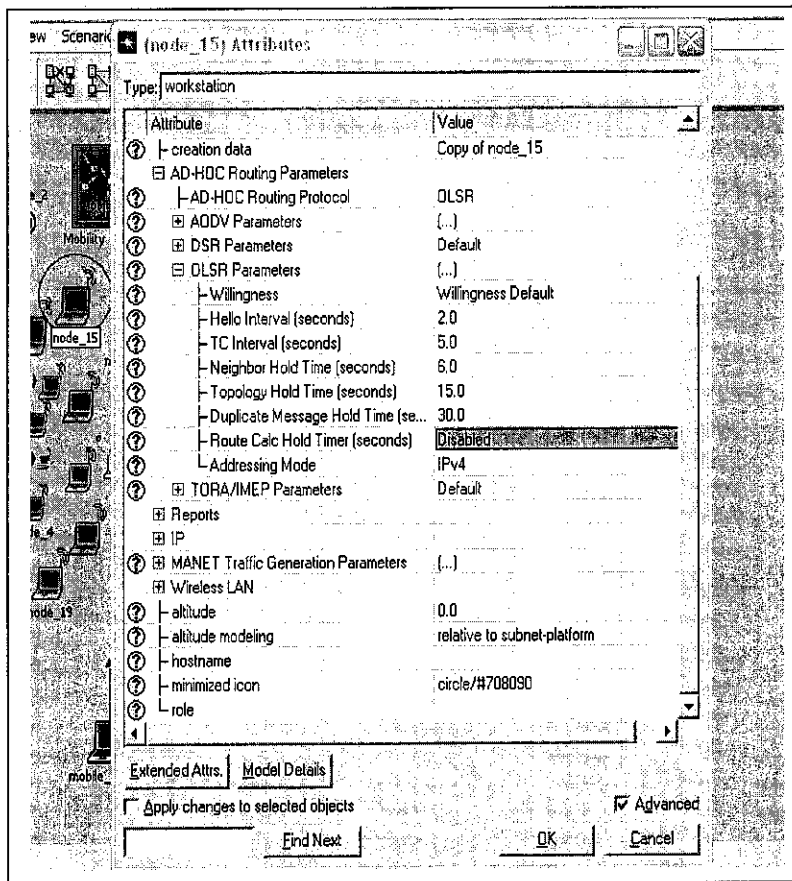 ew Scenari
(node_15) Attributes
Type: workstation
Attribute Value
creation data Copy of node_15
AD-HOC Routing Parameters
AD-HOC Routing Protocol OLSR
AODV Parameters (...)
DSR Parameters Default
OLSR Parameters (...)
Willingness Willingness Default
Hello Interval (seconds) 2.0
TC Interval (seconds) 5.0
Neighbor Hold Time (seconds) 6.0
Topology Hold Time (seconds) 15.0
Duplicate Message Hold Time (se... 30.0
Route Calc Hold Timer (seconds) Disabled
Addressing Mode IPv4
TORA/IMEP Parameters Default
Reports
IP
MANET Traffic Generation Parameters (...)
Wireless LAN
altitude 0.0
altitude modeling relative to subnet-platform
hostname
minimized icon circle/#708090
role
Extended Attrs. Model Details
Apply changes to selected objects Advanced
Find Next OK Cancel
Mobility
node_15
node_19
mobile_